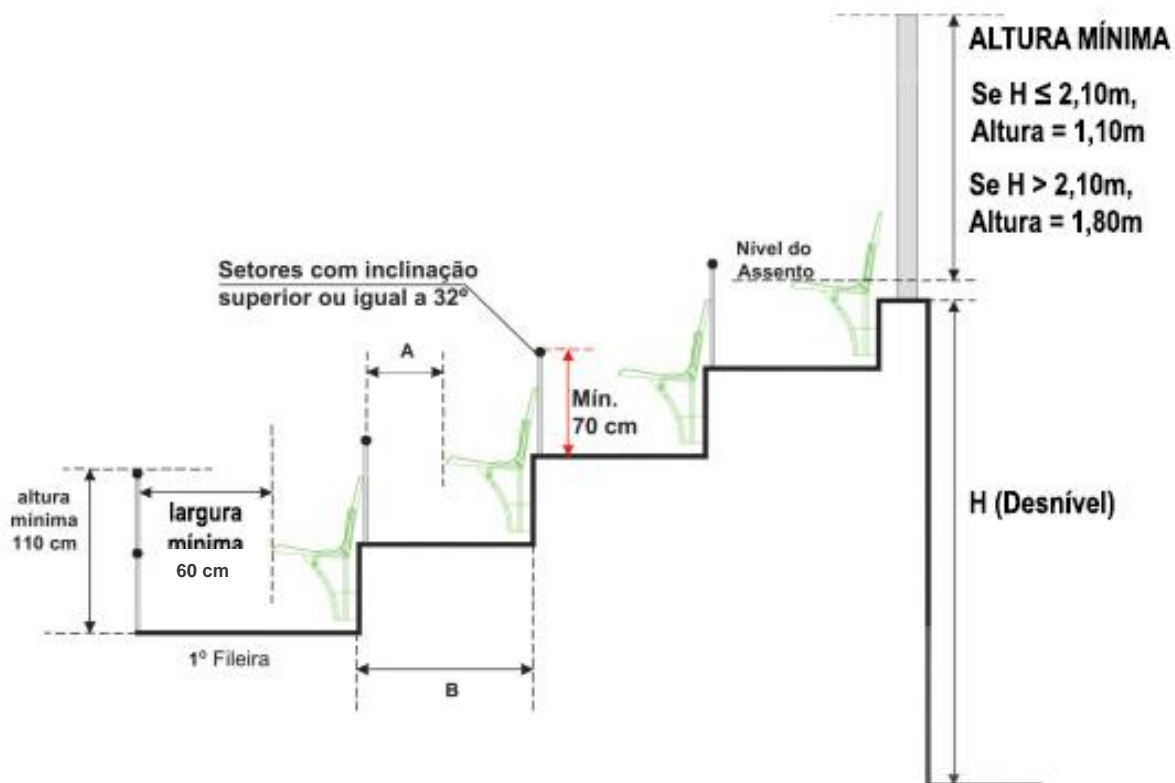 ALTURA MÍNIMA
Se H ≤ 2,10m,
Altura = 1,10m
Se H > 2,10m,
Altura = 1,80m
Nível do
Assento
Setores com inclinação
superior ou igual a 32º
A
Mín.
70 cm
altura
mínima
110 cm
largura
mínima
60 cm
H (Desnível)
1º Fileira
B